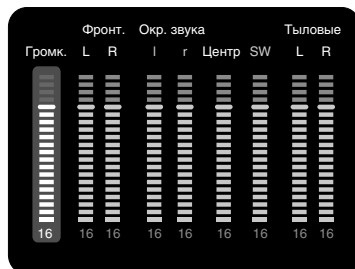 Фронт. Окр. звука Тыловые
Громк. L R l r Центр SW L R
16 16 16 16 16 16 16 16 16